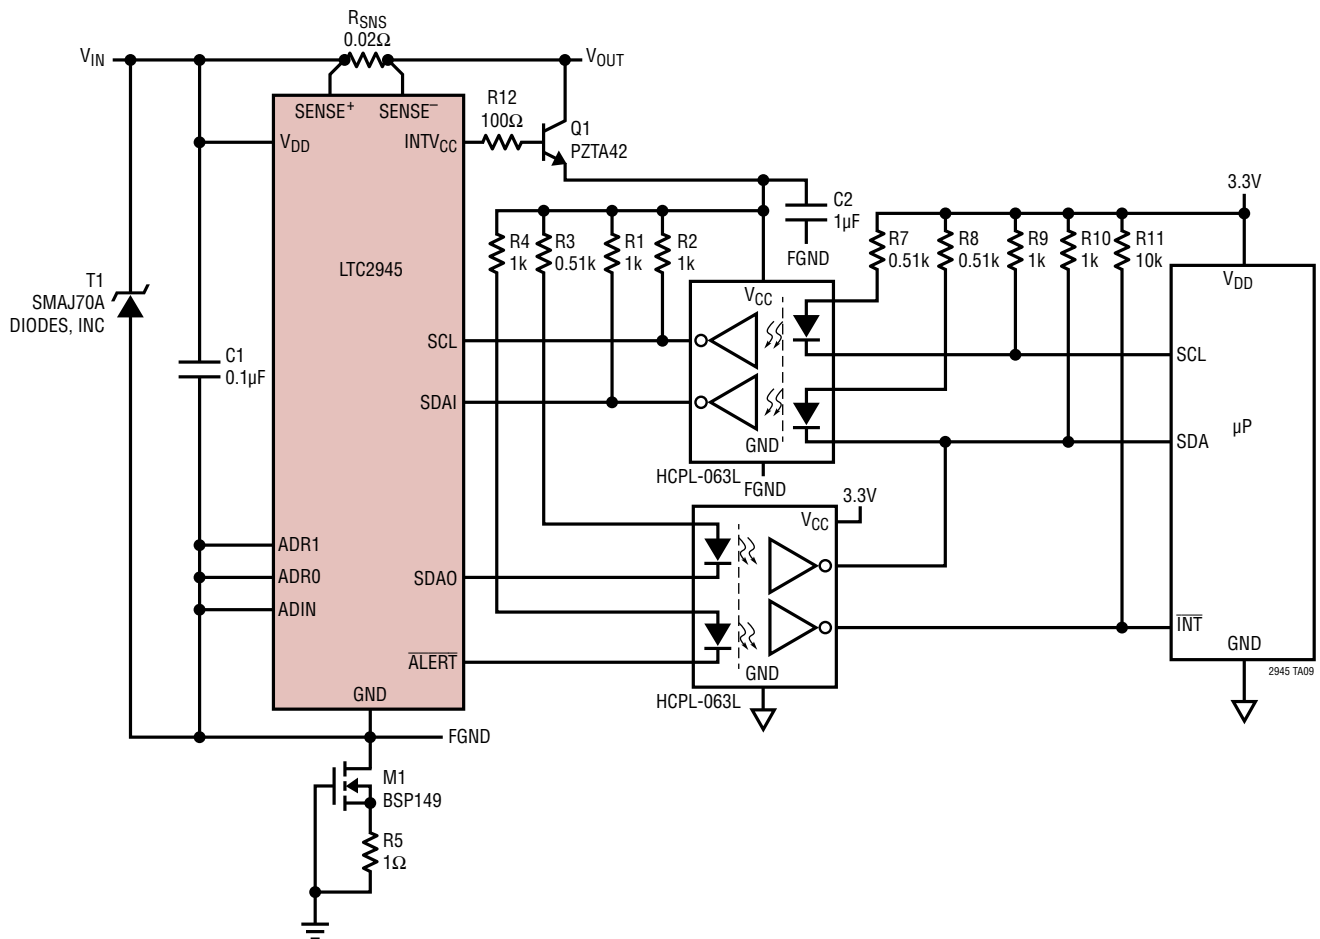 RSNS
0.02Ω
VIN
VOUT
SENSE+
SENSE–
R12
100Ω
VDD
INTVCC
Q1
PZTA42
3.3V
C2
1µF
FGND
R4
1k
R3
0.51k
R1
1k
R2
1k
R7
0.51k
R8
0.51k
R9
1k
R10
1k
R11
10k
LTC2945
T1
SMAJ70A
DIODES, INC
VCC
VDD
SCL
SCL
C1
0.1µF
SDAI
SDA
µP
GND
HCPL-063L
FGND
3.3V
VCC
ADR1
ADR0
SDAO
ADIN
INT
ALERT
GND
GND
2945 TA09
GND
HCPL-063L
FGND
M1
BSP149
R5
1Ω